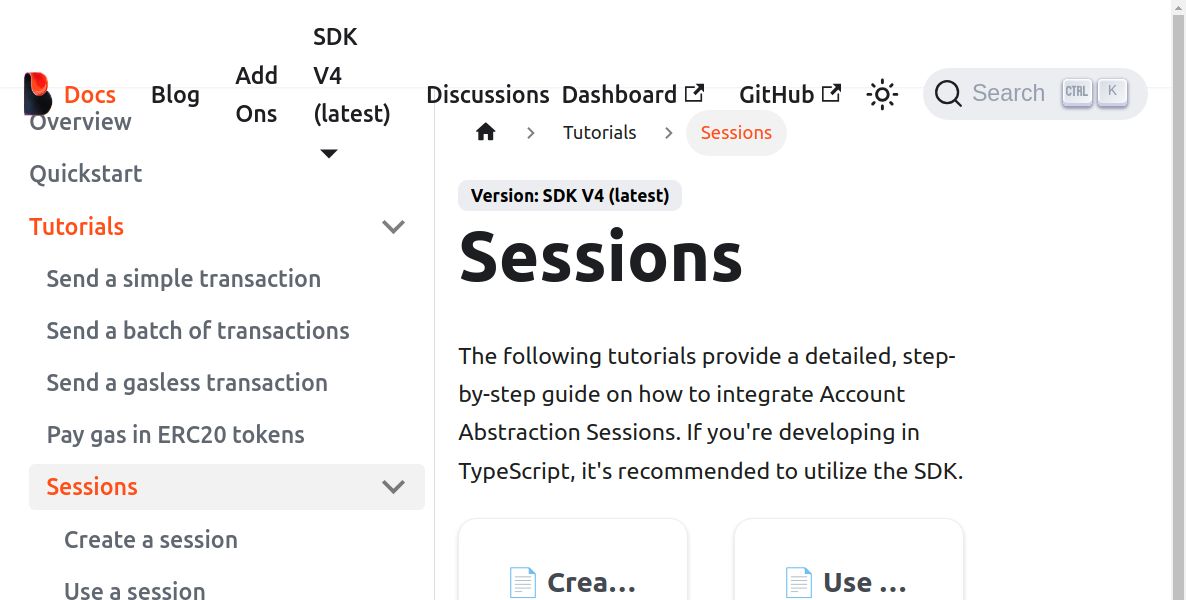 Docs
Blog
Add
Ons
SDK
V4
(latest)
Discussions
Dashboard
GitHub
Search
CTRL
K
Overview
Quickstart
Tutorials
Send a simple transaction
Send a batch of transactions
Send a gasless transaction
Pay gas in ERC20 tokens
Sessions
Create a session
Use a session
Tutorials
Sessions
Version: SDK V4 (latest)
Sessions
The following tutorials provide a detailed, step-
by-step guide on how to integrate Account
Abstraction Sessions. If you're developing in
TypeScript, it's recommended to utilize the SDK.
Crea...
Use ...